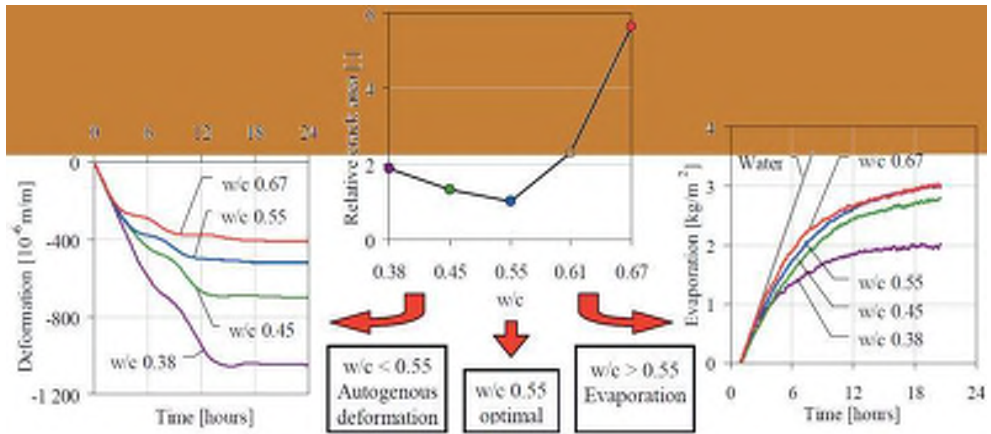 0 6 12 18 24
0
-400
-800
-1 200
Deformation [10-6 m/m]
w/c 0.67
w/c 0.55
w/c 0.45
w/c 0.38
Time [hours]
6
4
2
0
Relative crack area [-]
0.38 0.45 0.55 0.61 0.67
w/c
w/c < 0.55
Autogenous
deformation
w/c 0.55
optimal
w/c > 0.55
Evaporation
4
3
2
1
0
Evaporation [kg/m2]
Water
w/c 0.67
w/c 0.55
w/c 0.45
w/c 0.38
0 6 12 18 24
Time [hours]